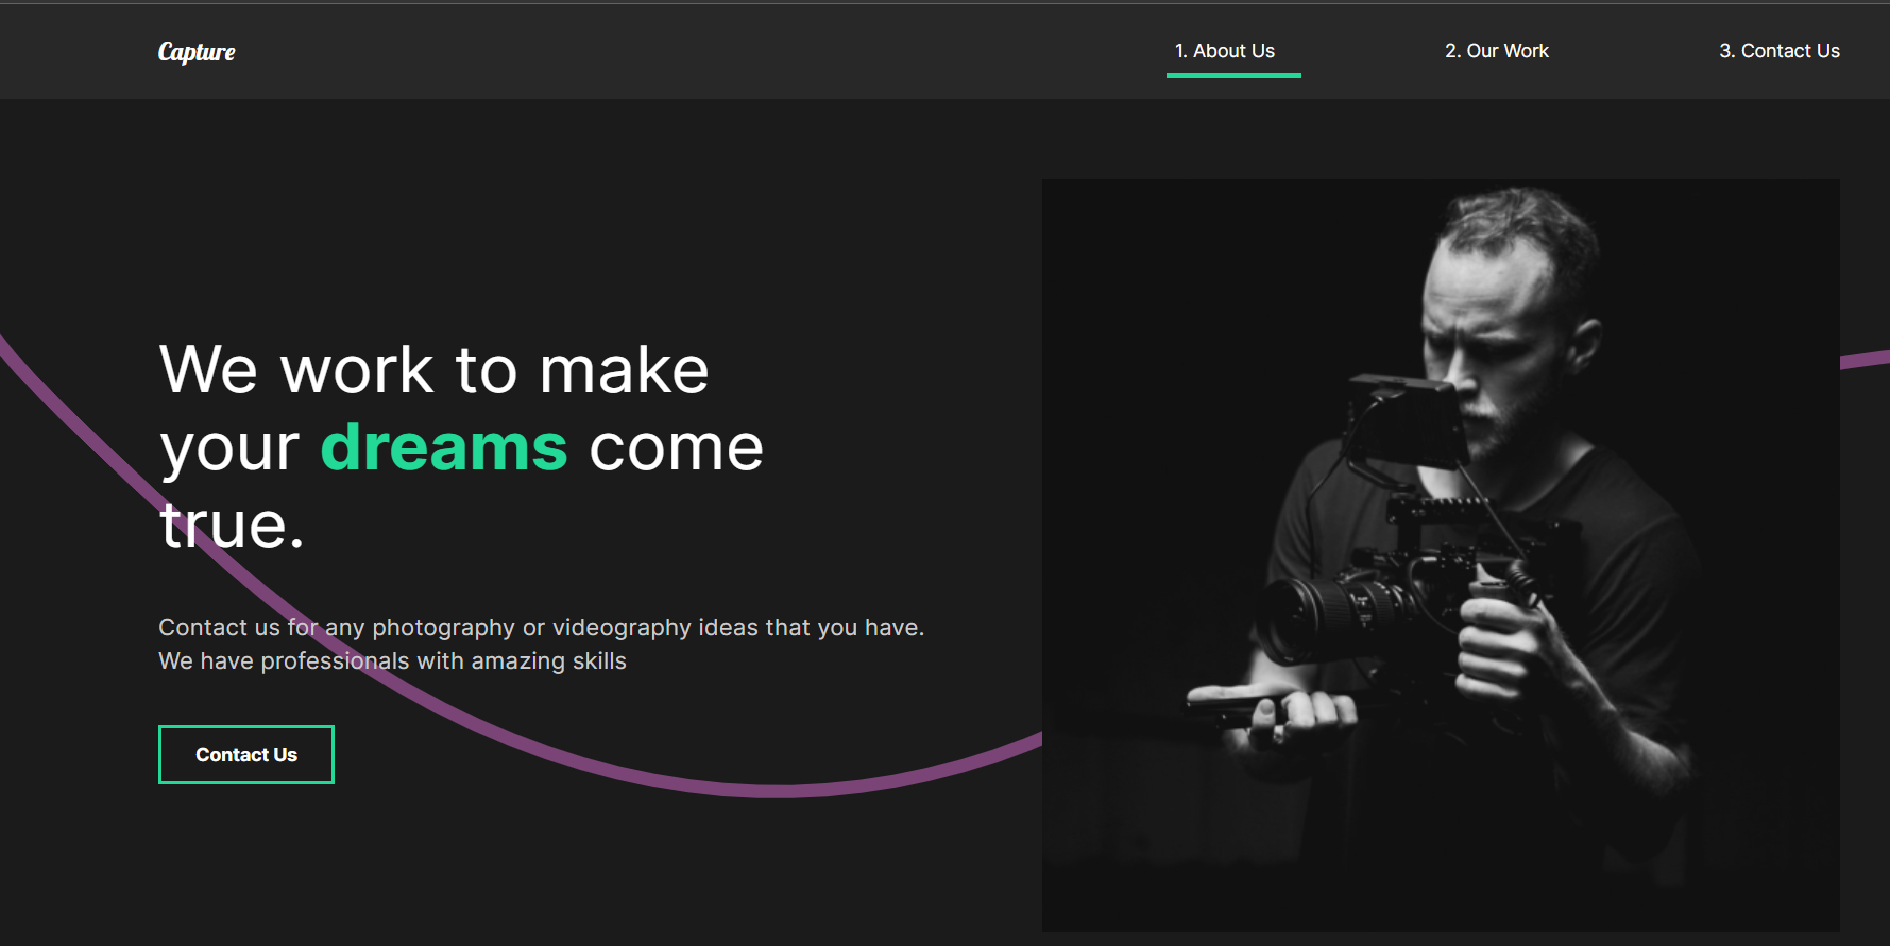 Capture
1. About Us
2. Our Work
3. Contact Us
We work to make
your dreams come
true.
Contact us for any photography or videography ideas that you have.
We have professionals with amazing skills
Contact Us